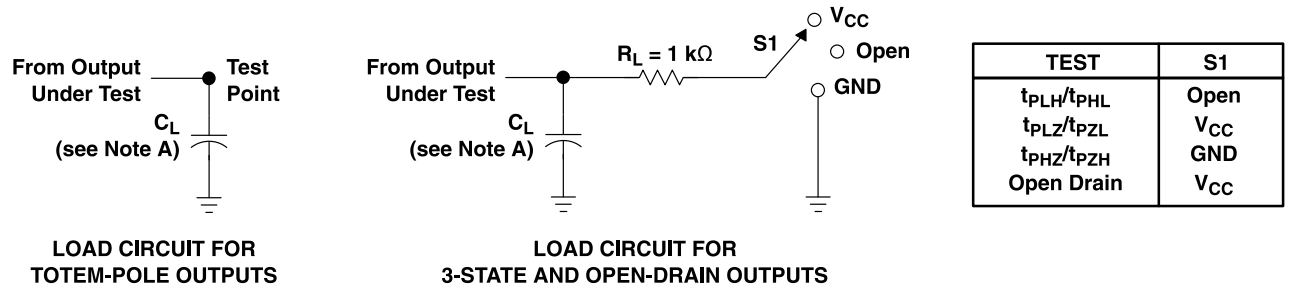 From Output
Under Test
Test
Point
C_L
(see Note A)
LOAD CIRCUIT FOR
TOTEM-POLE OUTPUTS
From Output
Under Test
R_L = 1 kΩ
S1
V_CC
Open
GND
C_L
(see Note A)
LOAD CIRCUIT FOR
3-STATE AND OPEN-DRAIN OUTPUTS
TEST S1
t_PLH/t_PHL Open
t_PLZ/t_PZL V_CC
t_PHZ/t_PZH GND
Open Drain V_CC